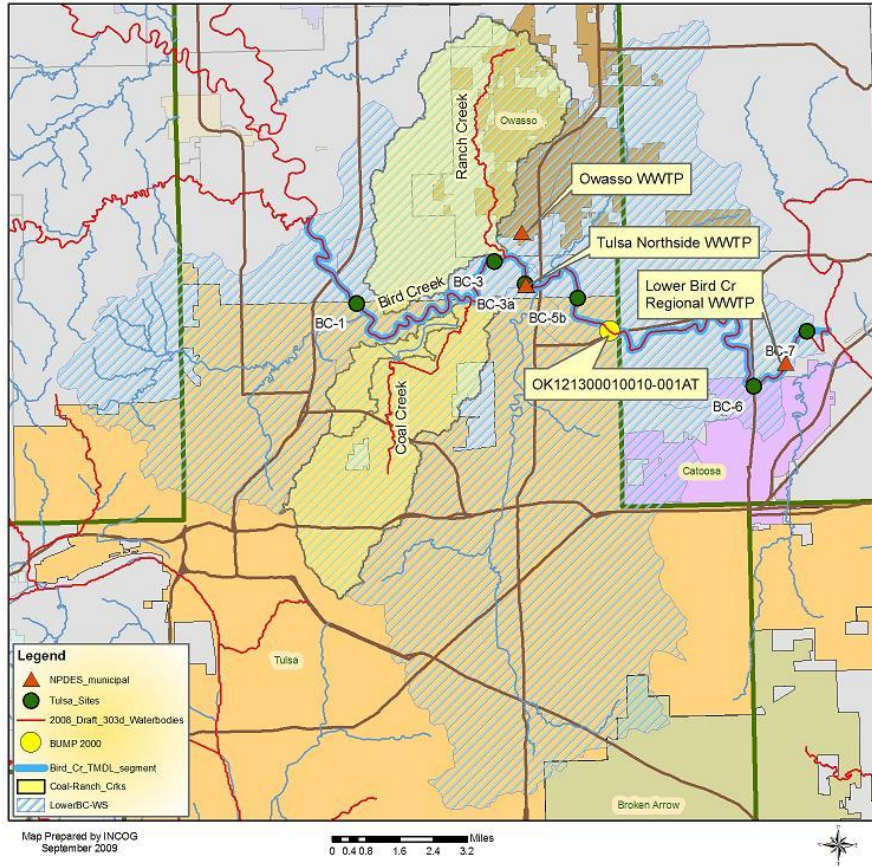 Ranch Creek
Owasso
Owasso WWTP
Tulsa Northside WWTP
Lower Bird Cr
Regional WWTP
BC-3
Bird Creek
BC-3a
BC-1
BC-5b
BC-7
OK121300010010-001AT
BC-6
Coal Creek
Catoosa
Tulsa
Broken Arrow
Legend
NPDES_municipal
Tulsa_Sites
2008_Draft_303d_Waterbodies
BUMP 2000
Bird_Cr_TMDL_segment
Coal-Ranch_Crks
LowerBC-WS
Map Prepared by INCOG
September 2009
Miles
0 0.4 0.8 1.6 2.4 3.2